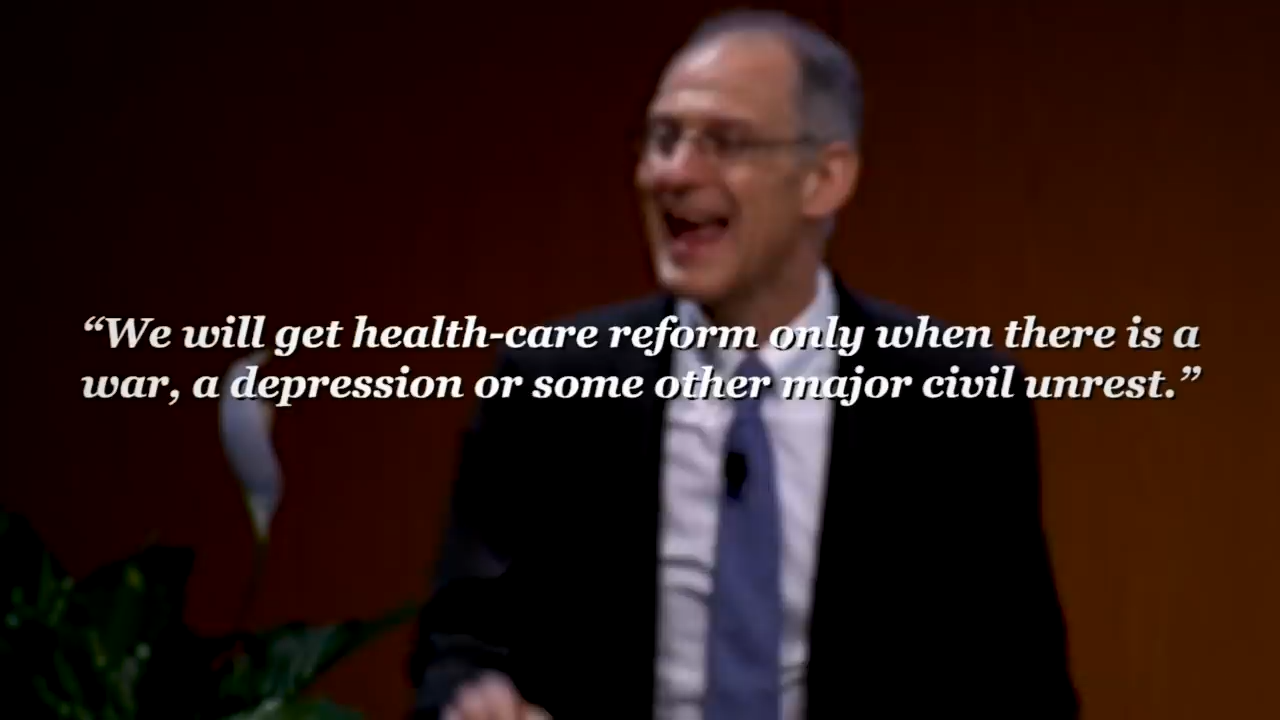 “We will get health-care reform only when there is a
war, a depression or some other major civil unrest.”